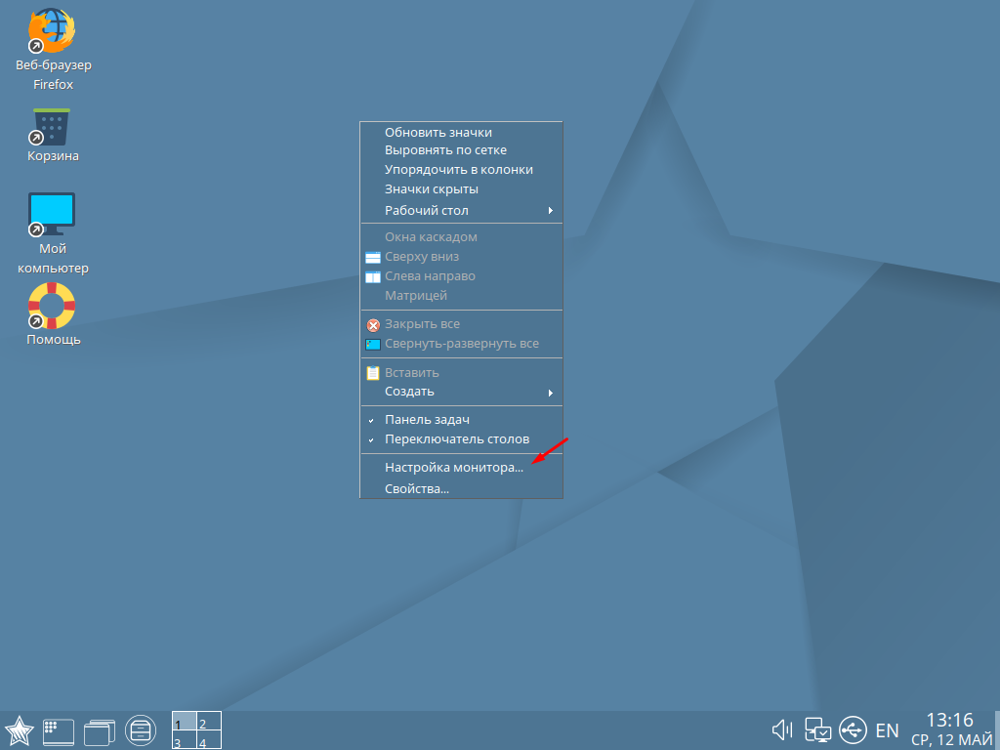 Веб-браузер
Firefox
Корзина
Мой
компьютер
Помощь
Обновить значки
Выровнять по сетке
Упорядочить в колонки
Значки скрыты
Рабочий стол
Окна каскадом
Сверху вниз
Слева направо
Матрицей
Закрыть все
Свернуть-развернуть все
Вставить
Создать
Панель задач
Переключатель столов
Настройка монитора...
Свойства...
1 2
3 4
EN
13:16
СР, 12 МАЙ